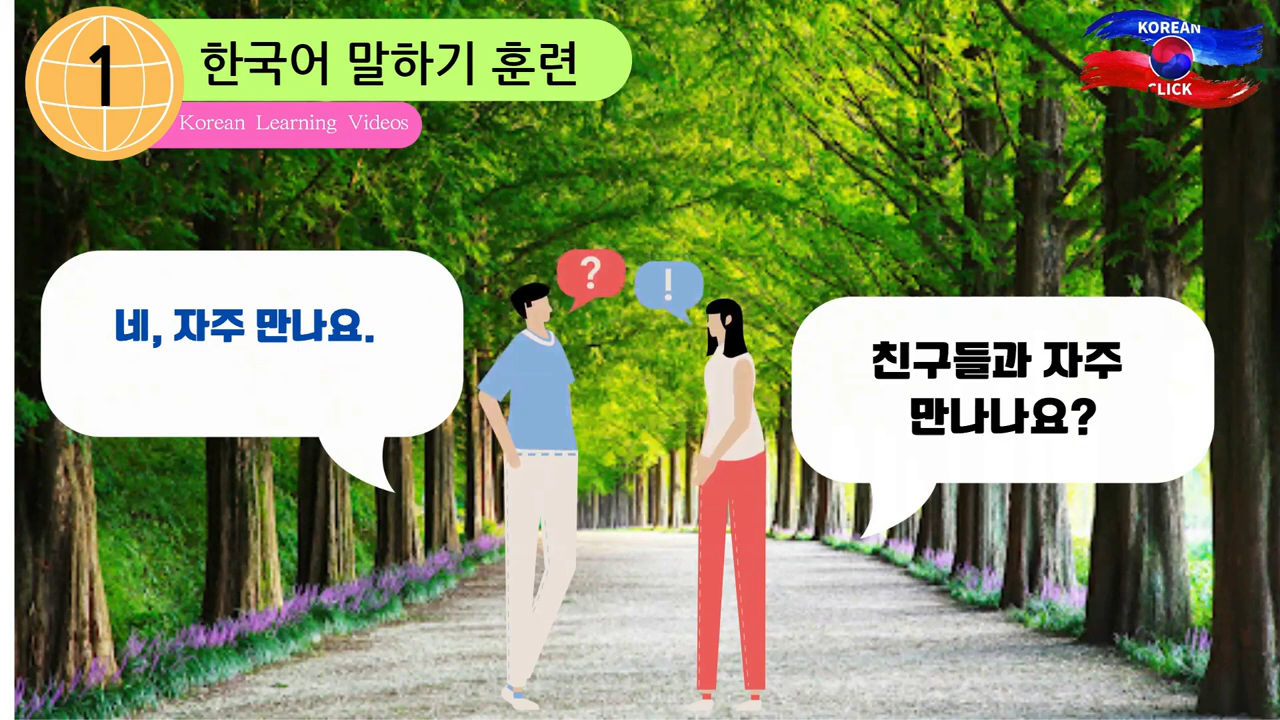 1
한국어 말하기 훈련
Korean Learning Videos
KOREAN
CLICK
?
!
네, 자주 만나요.
친구들과 자주
만나나요?